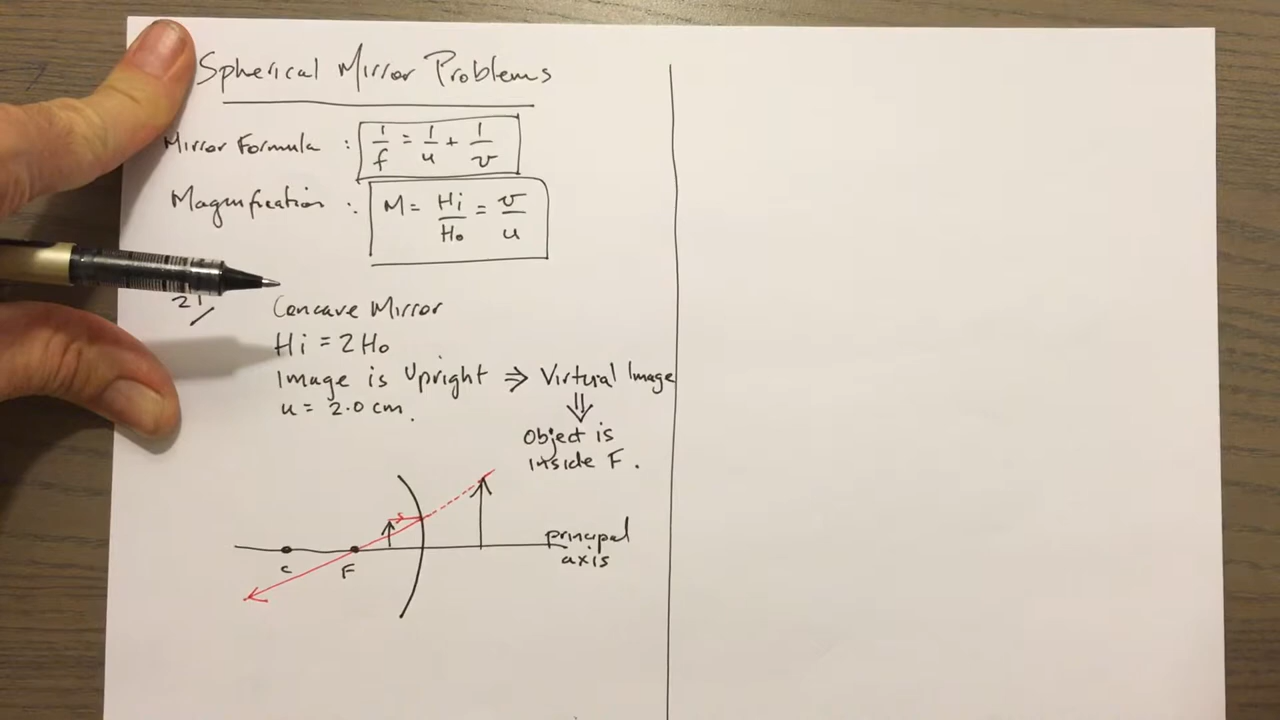 Spherical Mirror Problems
Mirror Formula : 1/f = 1/u + 1/v
Magnification : M = Hi/Ho = v/u
21/
Concave Mirror
Hi = 2Ho
Image is Upright ⇒ Virtual Image
⇓
u = 2.0 cm.
Object is
inside F.
principal
axis
C
F